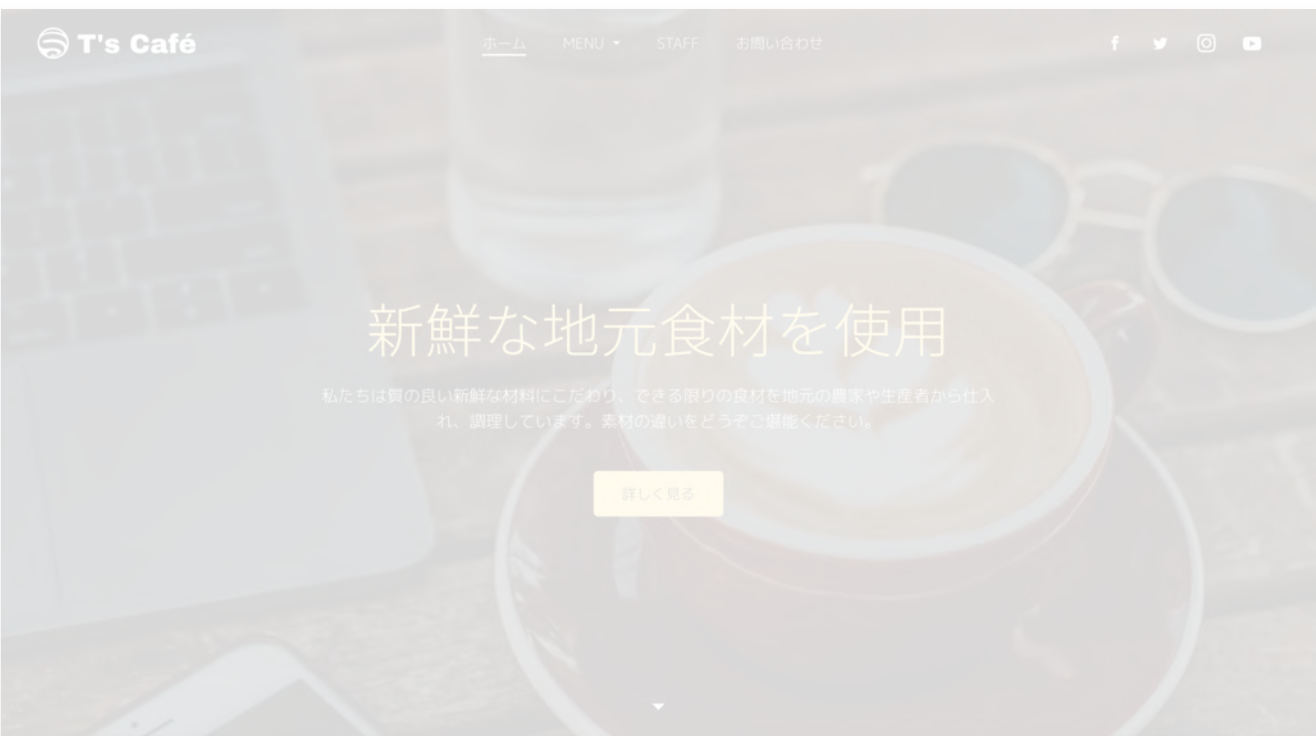 T's Café
ホーム MENU STAFF お問い合わせ
新鮮な地元食材を使用
私たちは質の良い新鮮な材料にこだわり、できる限りの食材を地元の農家や生産者から仕入
れ、調理しています。素材の違いをどうぞご堪能ください。
詳しく見る